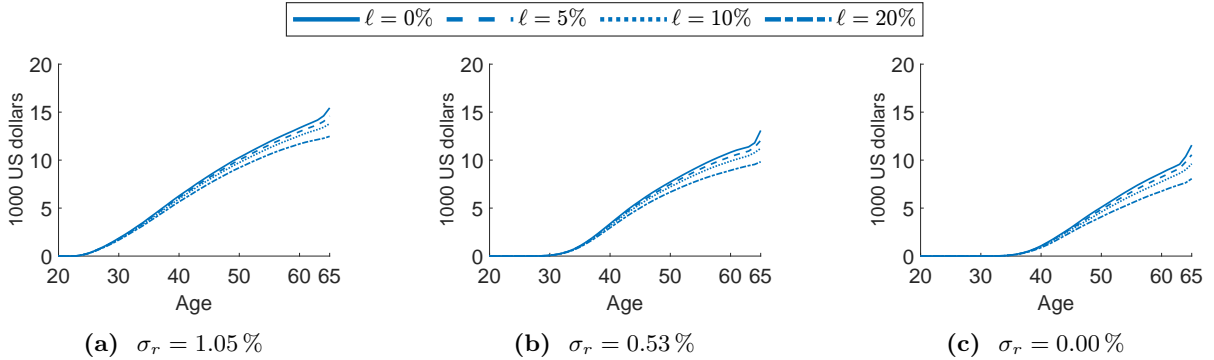 ℓ = 0% ℓ = 5% ℓ = 10% ℓ = 20%
1000 US dollars
20
15
10
5
0
20 30 40 50 60 65
Age
(a) σr = 1.05 %
1000 US dollars
20
15
10
5
0
20 30 40 50 60 65
Age
(b) σr = 0.53 %
1000 US dollars
20
15
10
5
0
20 30 40 50 60 65
Age
(c) σr = 0.00 %